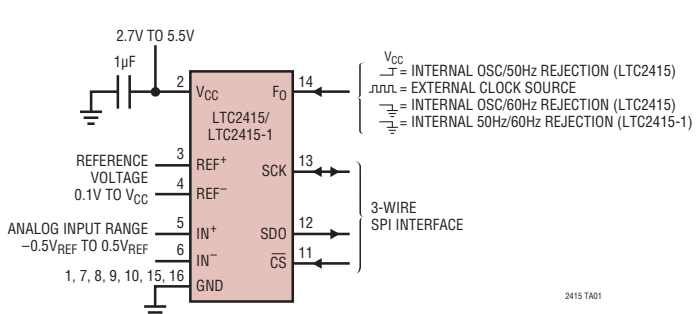 2.7V TO 5.5V
1µF
2
VCC
LTC2415/
LTC2415-1
FO
14
VCC
= INTERNAL OSC/50Hz REJECTION (LTC2415)
= EXTERNAL CLOCK SOURCE
= INTERNAL OSC/60Hz REJECTION (LTC2415)
= INTERNAL 50Hz/60Hz REJECTION (LTC2415-1)
REFERENCE
VOLTAGE
0.1V TO VCC
3
REF+
4
REF–
SCK
13
3-WIRE
SPI INTERFACE
ANALOG INPUT RANGE
–0.5VREF TO 0.5VREF
5
IN+
6
IN–
SDO
12
CS
11
1, 7, 8, 9, 10, 15, 16
GND
2415 TA01